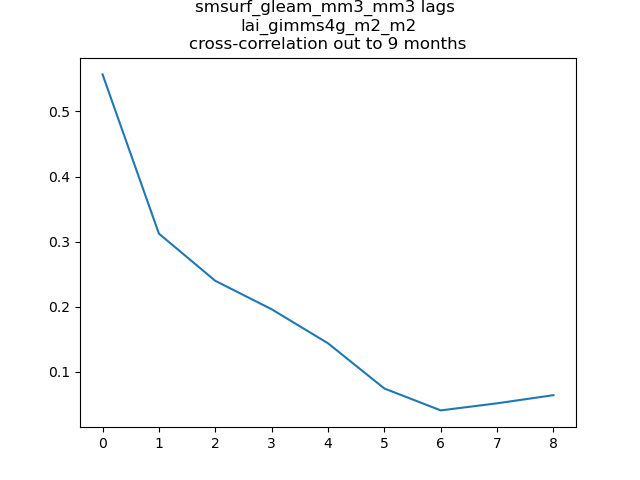 smsurf_gleam_mm3_mm3 lags
lai_gimms4g_m2_m2
cross-correlation out to 9 months
0.5
0.4
0.3
0.2
0.1
0 1 2 3 4 5 6 7 8